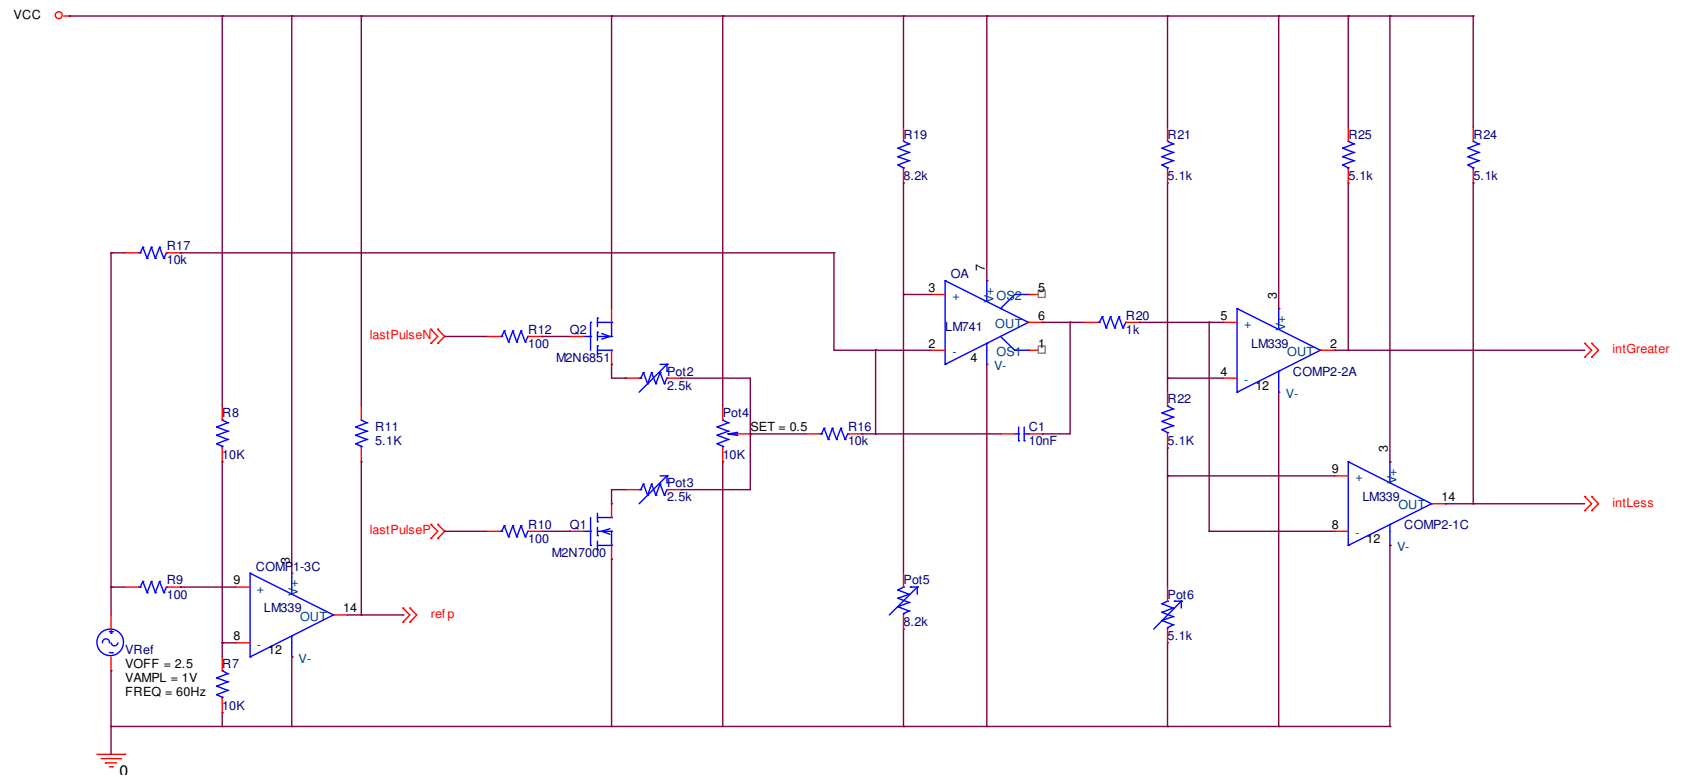 VCC
R19
8.2k
R21
5.1k
R25
5.1k
R24
5.1k
R17
10k
OA
7
3
+
V+
OS2
5
LM741
OUT
6
2
-
OS1
1
4
V-
R20
1k
3
5
+
V+
LM339
OUT
2
intGreater
4
-
12
COMP2-2A
V-
lastPulseN
R12
100
Q2
M2N6851
Pot2
2.5k
R8
10K
R11
5.1K
Pot4
SET = 0.5
10K
R16
10k
C1
10nF
R22
5.1K
3
9
+
V+
LM339
OUT
14
intLess
8
-
12
COMP2-1C
V-
Pot3
2.5k
lastPulseP
R10
100
Q1
M2N7000
COMP1-3C
3
R9
100
9
+
V+
LM339
OUT
14
ref p
8
-
12
V-
Pot5
8.2k
Pot6
5.1k
VRef
VOFF = 2.5
VAMPL = 1V
FREQ = 60Hz
R7
10K
0